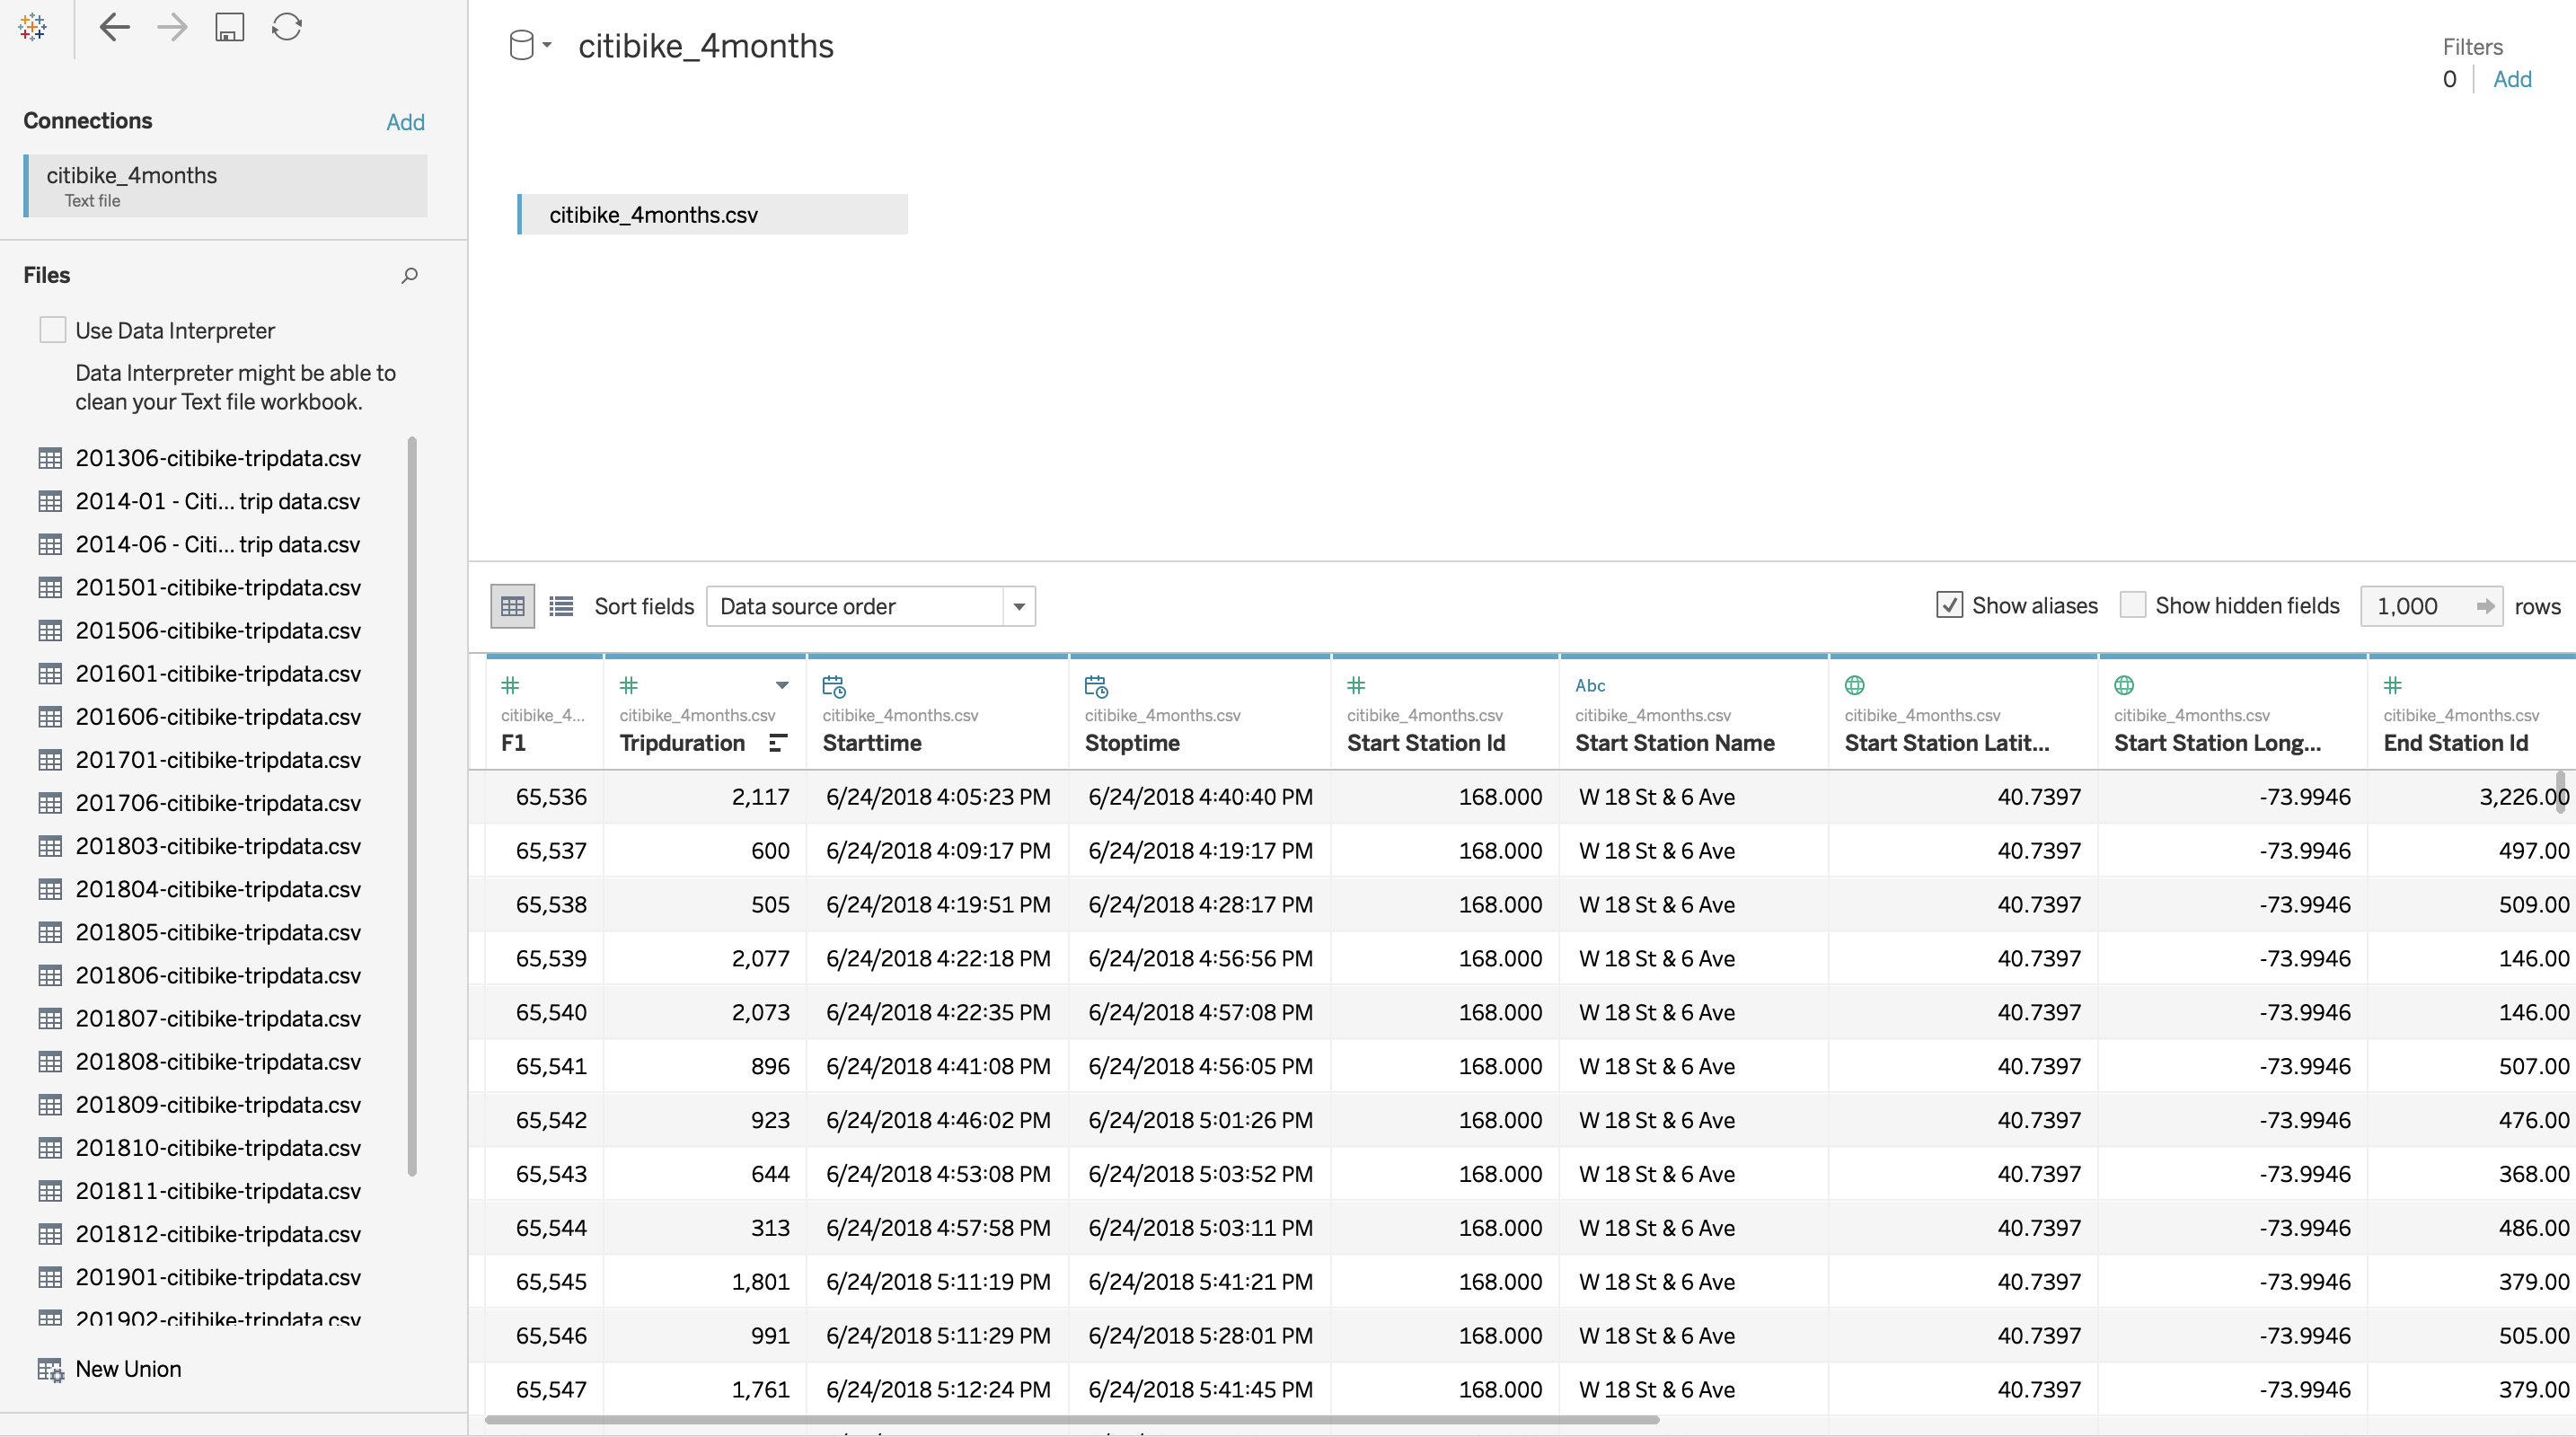 citibike_4months
Filters
0 Add
Connections Add
citibike_4months
Text file
citibike_4months.csv
Files
Use Data Interpreter
Data Interpreter might be able to
clean your Text file workbook.
201306-citibike-tripdata.csv
2014-01 - Citi... trip data.csv
2014-06 - Citi... trip data.csv
201501-citibike-tripdata.csv
201506-citibike-tripdata.csv
201601-citibike-tripdata.csv
201606-citibike-tripdata.csv
201701-citibike-tripdata.csv
201706-citibike-tripdata.csv
201803-citibike-tripdata.csv
201804-citibike-tripdata.csv
201805-citibike-tripdata.csv
201806-citibike-tripdata.csv
201807-citibike-tripdata.csv
201808-citibike-tripdata.csv
201809-citibike-tripdata.csv
201810-citibike-tripdata.csv
201811-citibike-tripdata.csv
201812-citibike-tripdata.csv
201901-citibike-tripdata.csv
201902-citibike-tripdata.csv
New Union
Sort fields Data source order Show aliases Show hidden fields 1,000 rows
Abc
citibike_4... citibike_4months.csv citibike_4months.csv citibike_4months.csv citibike_4months.csv citibike_4months.csv citibike_4months.csv citibike_4months.csv citibike_4months.csv
F1 Tripduration Starttime Stoptime Start Station Id Start Station Name Start Station Latit... Start Station Long... End Station Id
65,536 2,117 6/24/2018 4:05:23 PM 6/24/2018 4:40:40 PM 168.000 W 18 St & 6 Ave 40.7397 -73.9946 3,226.00
65,537 600 6/24/2018 4:09:17 PM 6/24/2018 4:19:17 PM 168.000 W 18 St & 6 Ave 40.7397 -73.9946 497.00
65,538 505 6/24/2018 4:19:51 PM 6/24/2018 4:28:17 PM 168.000 W 18 St & 6 Ave 40.7397 -73.9946 509.00
65,539 2,077 6/24/2018 4:22:18 PM 6/24/2018 4:56:56 PM 168.000 W 18 St & 6 Ave 40.7397 -73.9946 146.00
65,540 2,073 6/24/2018 4:22:35 PM 6/24/2018 4:57:08 PM 168.000 W 18 St & 6 Ave 40.7397 -73.9946 146.00
65,541 896 6/24/2018 4:41:08 PM 6/24/2018 4:56:05 PM 168.000 W 18 St & 6 Ave 40.7397 -73.9946 507.00
65,542 923 6/24/2018 4:46:02 PM 6/24/2018 5:01:26 PM 168.000 W 18 St & 6 Ave 40.7397 -73.9946 476.00
65,543 644 6/24/2018 4:53:08 PM 6/24/2018 5:03:52 PM 168.000 W 18 St & 6 Ave 40.7397 -73.9946 368.00
65,544 313 6/24/2018 4:57:58 PM 6/24/2018 5:03:11 PM 168.000 W 18 St & 6 Ave 40.7397 -73.9946 486.00
65,545 1,801 6/24/2018 5:11:19 PM 6/24/2018 5:41:21 PM 168.000 W 18 St & 6 Ave 40.7397 -73.9946 379.00
65,546 991 6/24/2018 5:11:29 PM 6/24/2018 5:28:01 PM 168.000 W 18 St & 6 Ave 40.7397 -73.9946 505.00
65,547 1,761 6/24/2018 5:12:24 PM 6/24/2018 5:41:45 PM 168.000 W 18 St & 6 Ave 40.7397 -73.9946 379.00